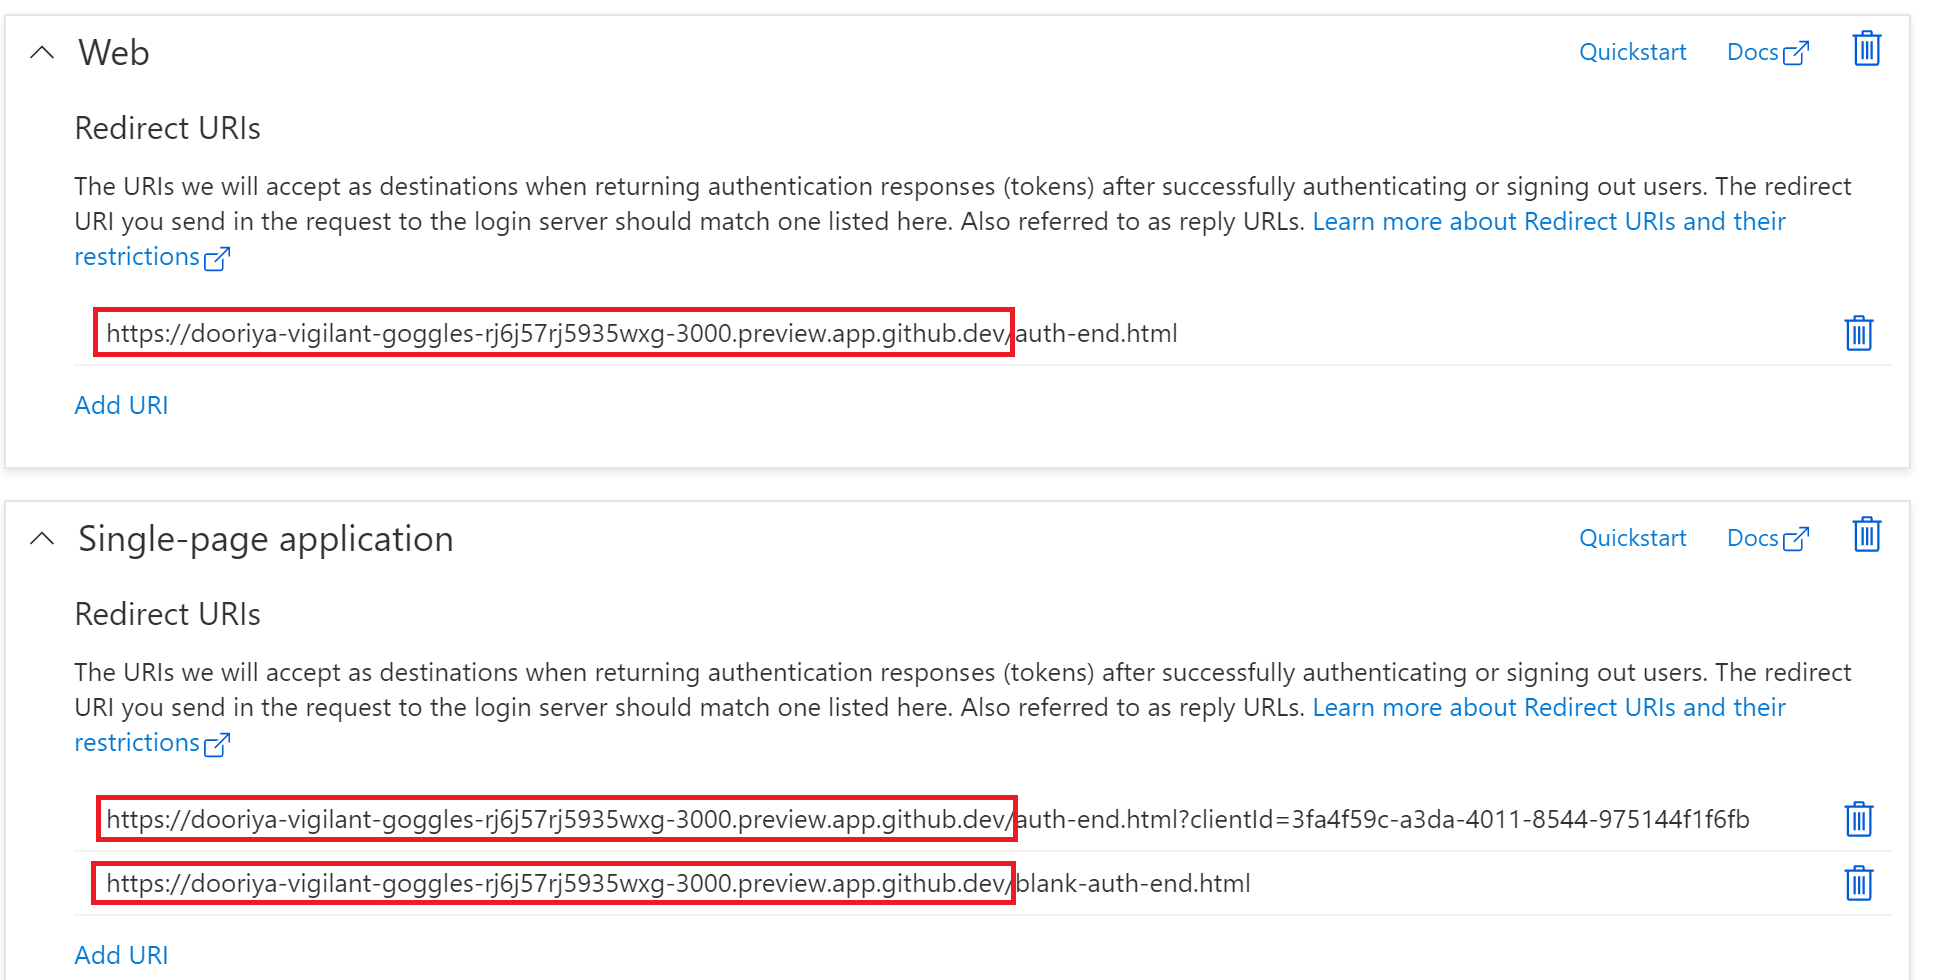 Web
Quickstart
Docs
Redirect URIs
The URIs we will accept as destinations when returning authentication responses (tokens) after successfully authenticating or signing out users. The redirect
URI you send in the request to the login server should match one listed here. Also referred to as reply URLs. Learn more about Redirect URIs and their
restrictions
https://dooriya-vigilant-goggles-rj6j57rj5935wxg-3000.preview.app.github.dev/auth-end.html
Add URI
Single-page application
Quickstart
Docs
Redirect URIs
The URIs we will accept as destinations when returning authentication responses (tokens) after successfully authenticating or signing out users. The redirect
URI you send in the request to the login server should match one listed here. Also referred to as reply URLs. Learn more about Redirect URIs and their
restrictions
https://dooriya-vigilant-goggles-rj6j57rj5935wxg-3000.preview.app.github.dev/auth-end.html?clientId=3fa4f59c-a3da-4011-8544-975144f1f6fb
https://dooriya-vigilant-goggles-rj6j57rj5935wxg-3000.preview.app.github.dev/blank-auth-end.html
Add URI